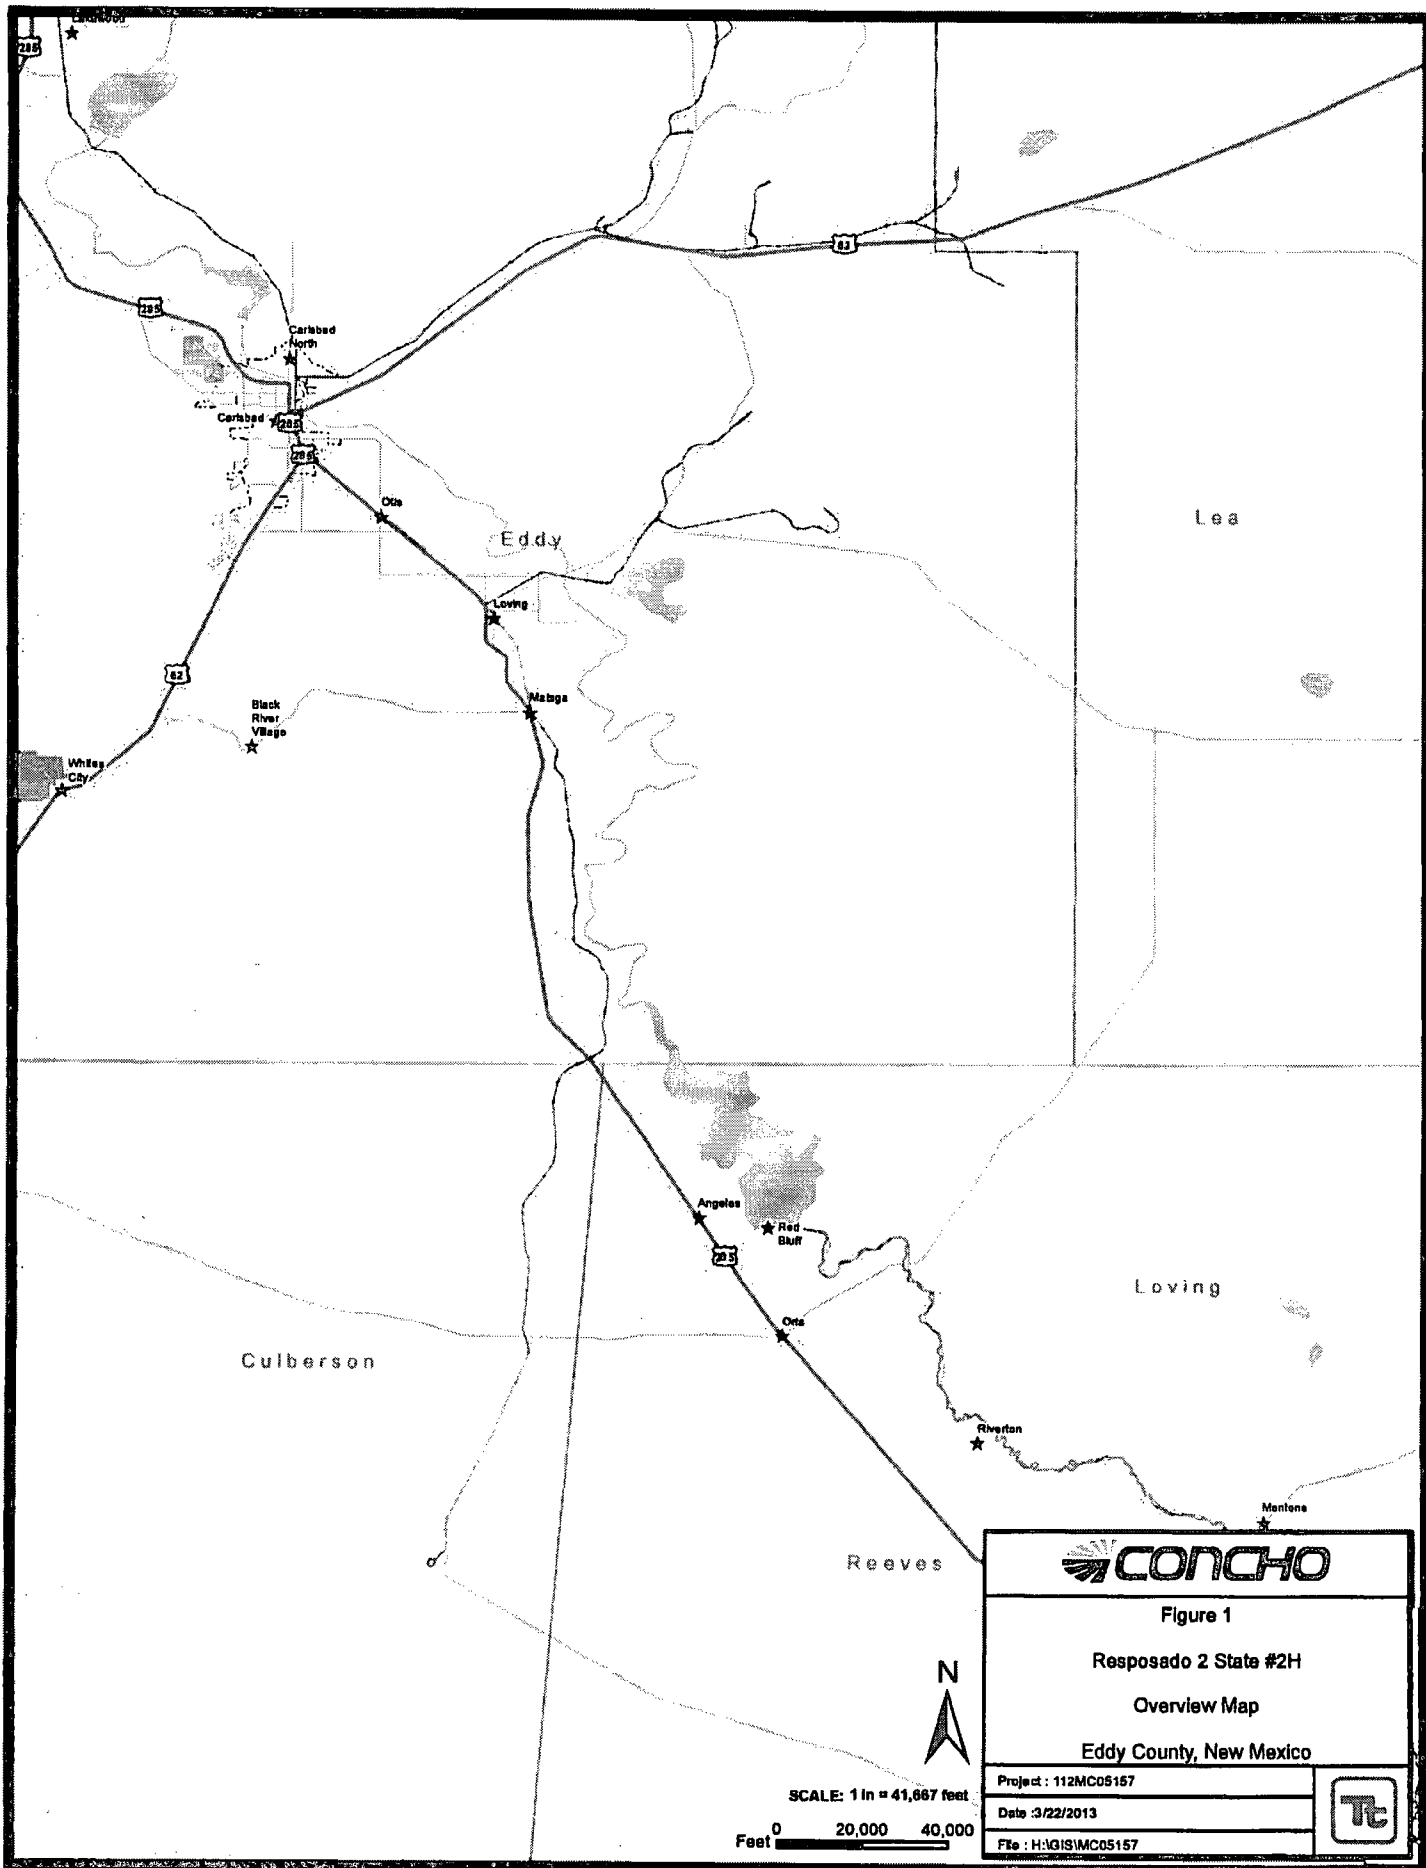 Lakewood
285
62
285
Carlsbad
North
Carlsbad
285
285
Otis
Eddy
Lea
Loving
62
Malaga
Black
River
Village
Whites
City
Angeles
Red
Bluff
285
Loving
Orla
Culberson
Riverton
Mentone
Reeves
CONCHO
Figure 1
Resposado 2 State #2H
Overview Map
Eddy County, New Mexico
N
Project : 112MC05157
SCALE: 1 in = 41,667 feet
Date :3/22/2013
0 20,000 40,000
Feet
File : H:\GIS\MC05157
Tt